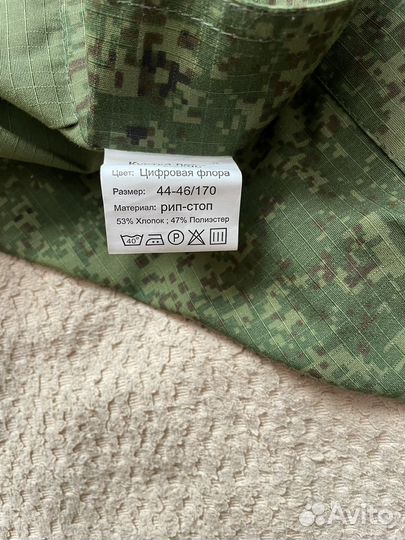 Цвет: Цифровая флора
Размер: 44-46/170
Материал: рип-стоп
53% Хлопок ; 47% Полиэстер
40°
P
Avito